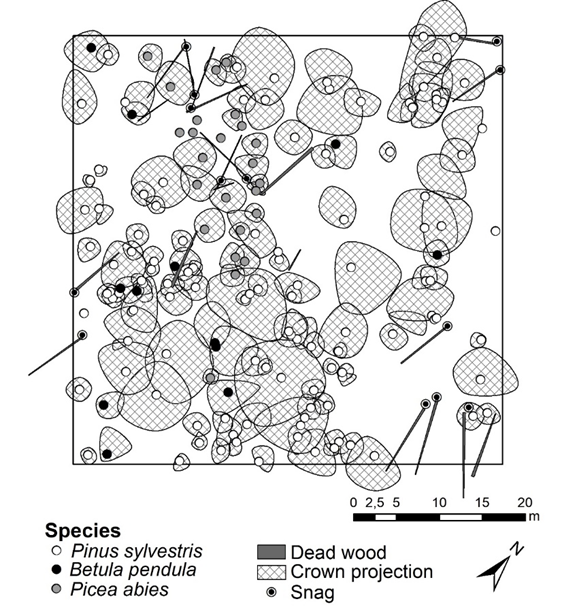 0 2,5 5 10 15 20
m
N
Species
Pinus sylvestris
Betula pendula
Picea abies
Dead wood
Crown projection
Snag